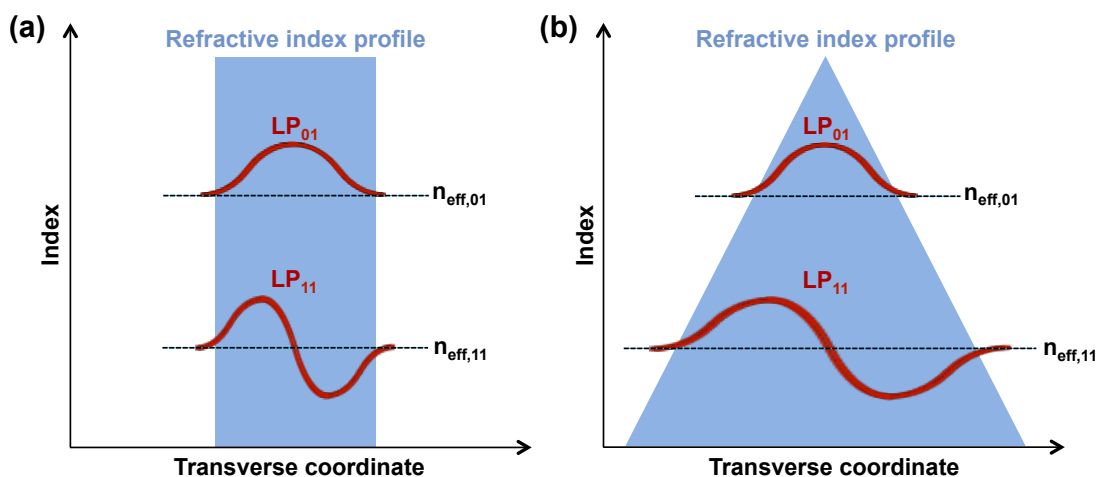 (a)
Refractive index profile
LP01
neff,01
LP11
neff,11
Index
Transverse coordinate
(b)
Refractive index profile
LP01
neff,01
LP11
neff,11
Index
Transverse coordinate